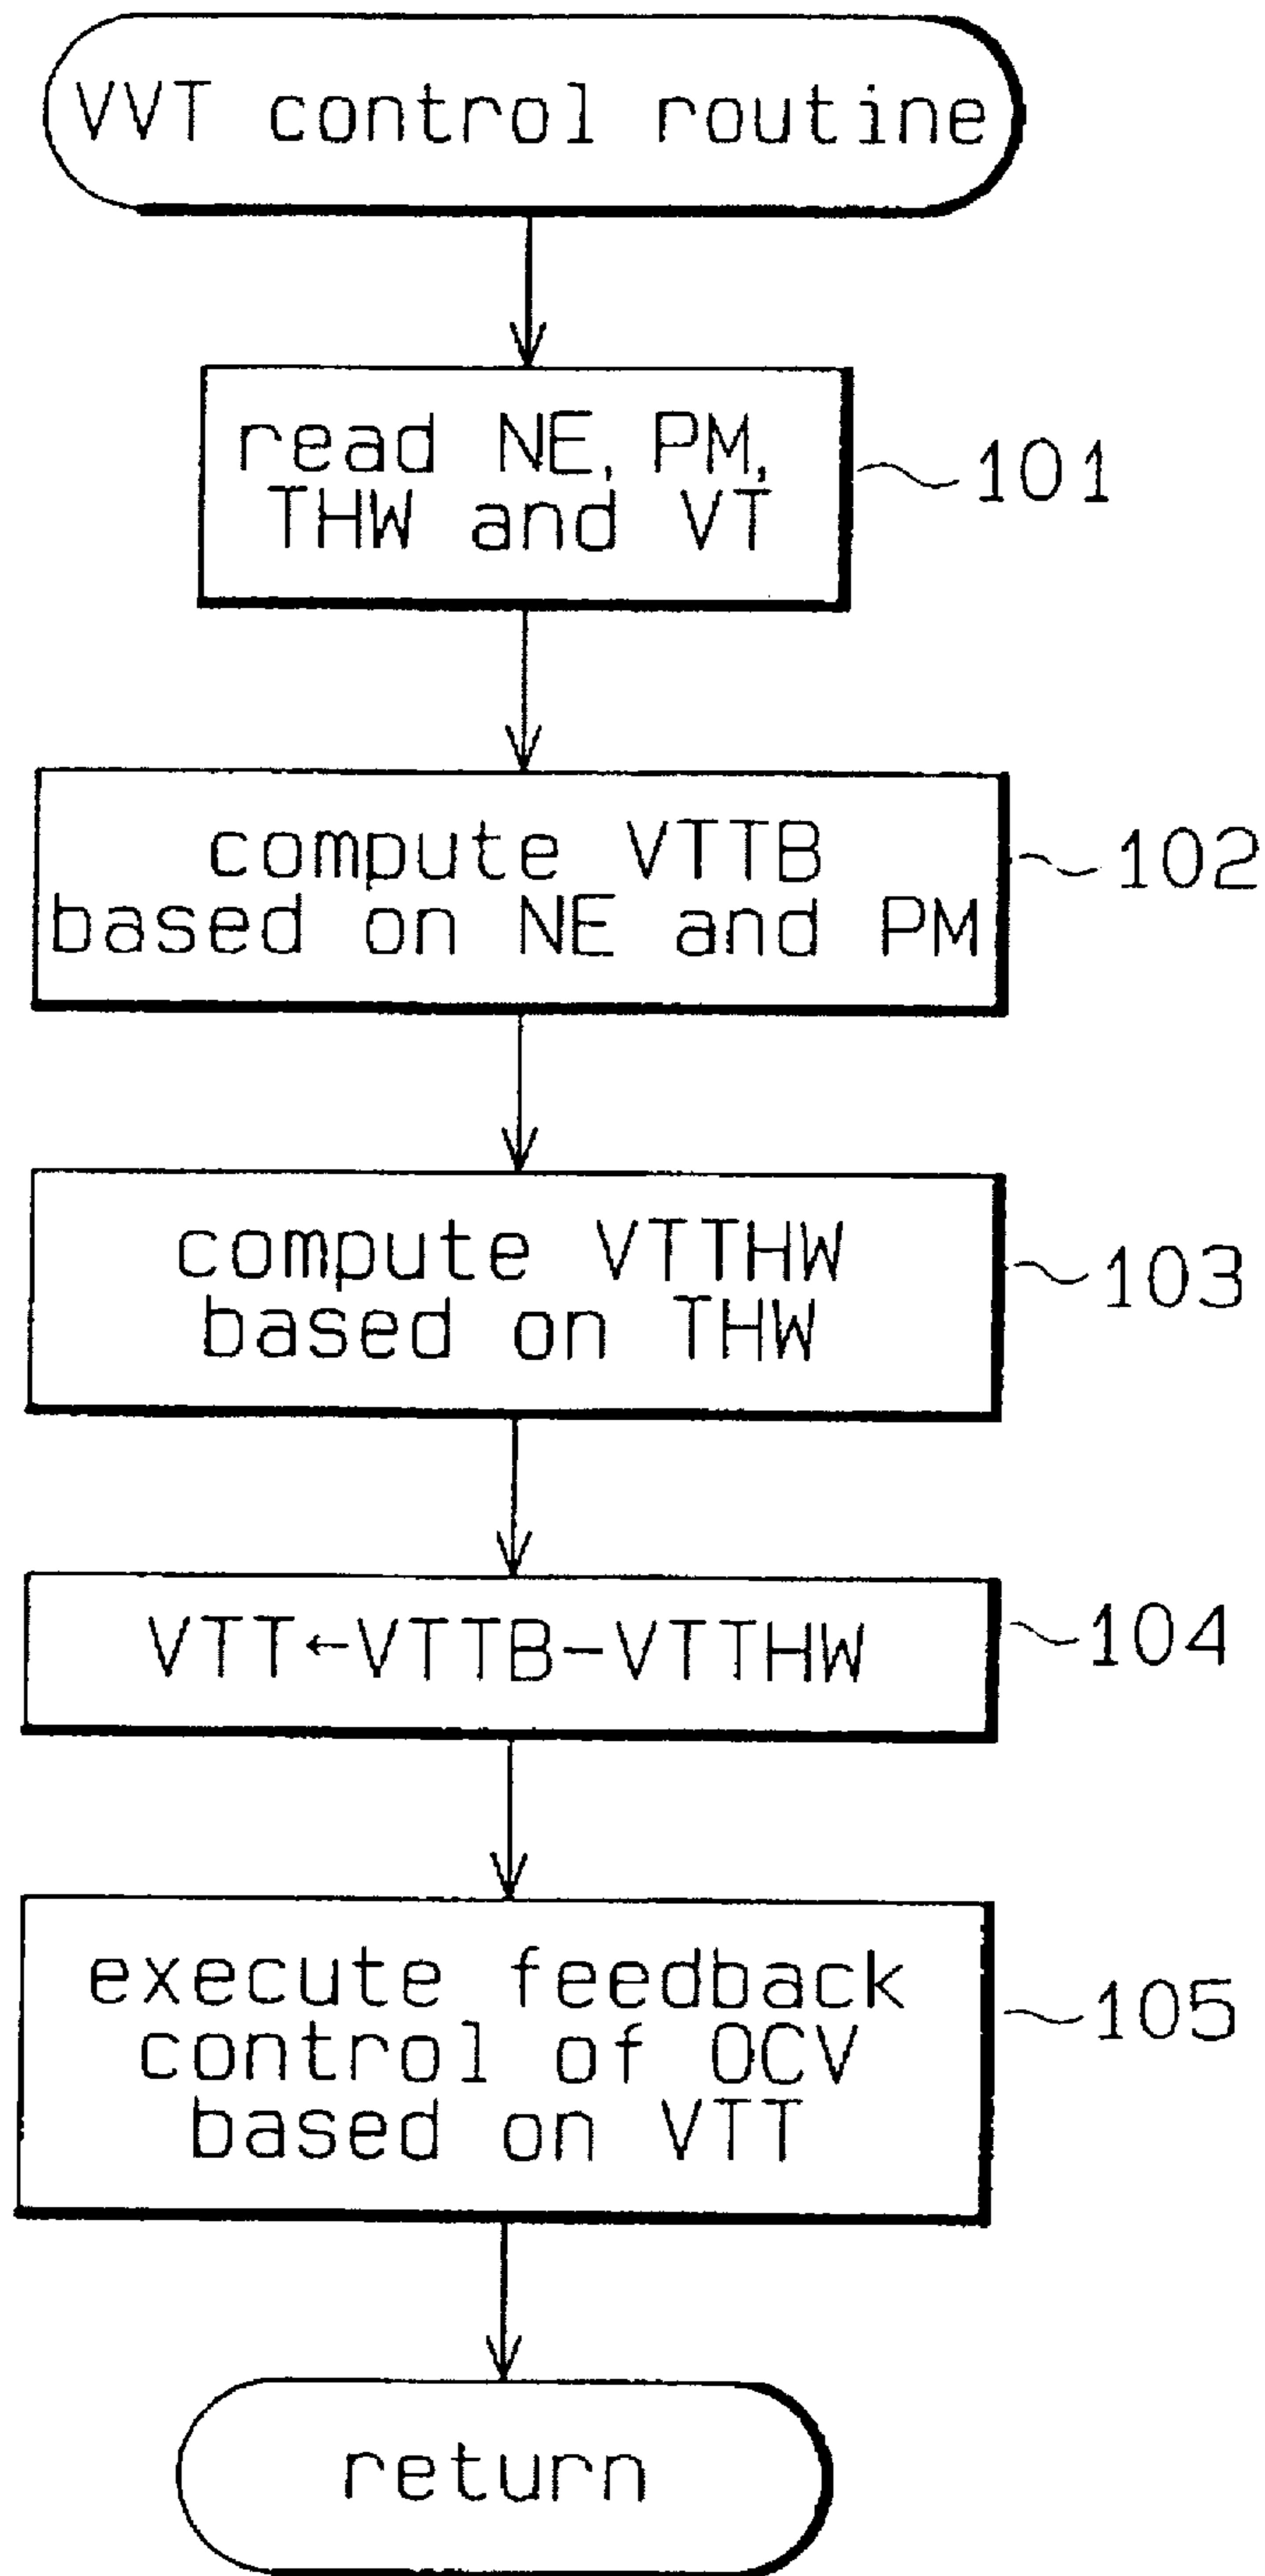 VVT control routine
read NE, PM,
THW and VT
101
compute VTTB
based on NE and PM
102
compute VTTHW
based on THW
103
VTT←VTTB−VTTHW
104
execute feedback
control of OCV
based on VTT
105
return